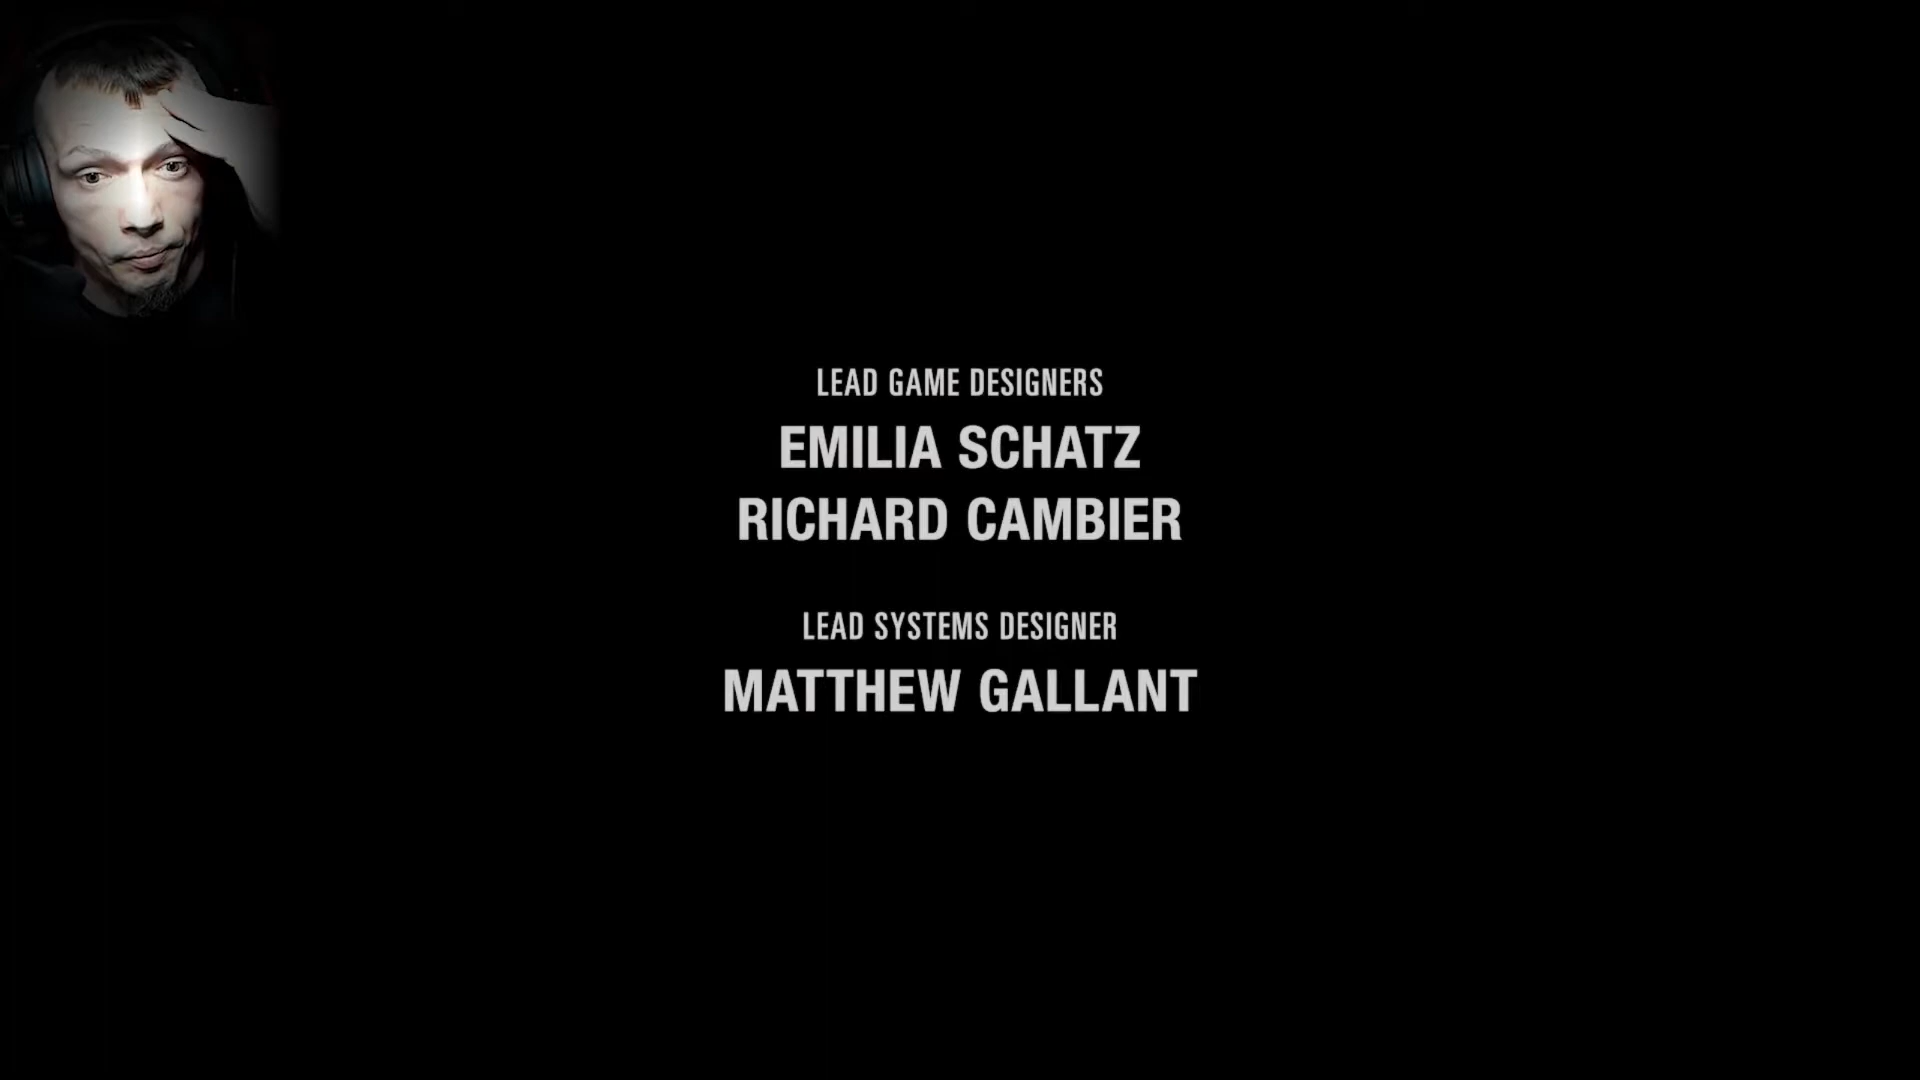 LEAD GAME DESIGNERS
EMILIA SCHATZ
RICHARD CAMBIER
LEAD SYSTEMS DESIGNER
MATTHEW GALLANT